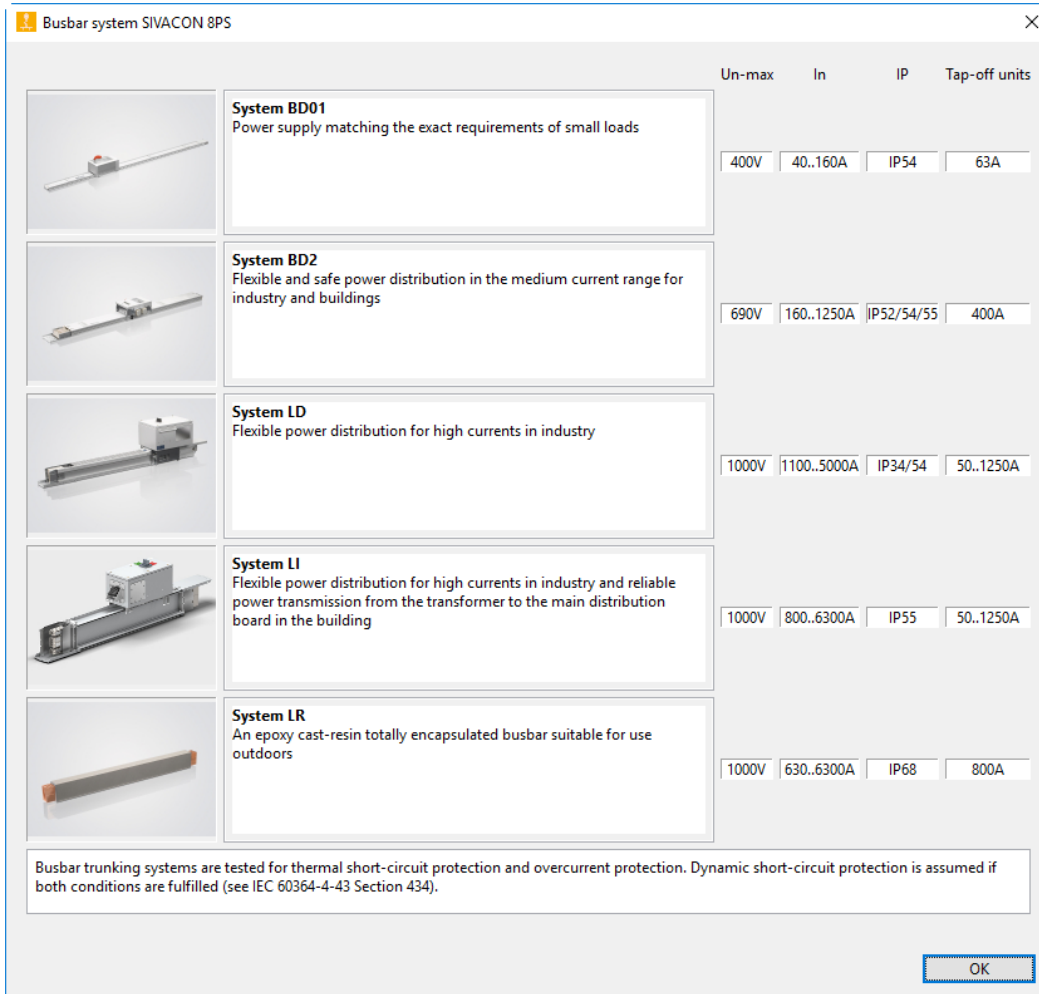 Busbar system SIVACON 8PS
Un-max In IP Tap-off units
System BD01
Power supply matching the exact requirements of small loads
400V 40..160A IP54 63A
System BD2
Flexible and safe power distribution in the medium current range for
industry and buildings
690V 160..1250A IP52/54/55 400A
System LD
Flexible power distribution for high currents in industry
1000V 1100..5000A IP34/54 50..1250A
System LI
Flexible power distribution for high currents in industry and reliable
power transmission from the transformer to the main distribution
board in the building
1000V 800..6300A IP55 50..1250A
System LR
An epoxy cast-resin totally encapsulated busbar suitable for use
outdoors
1000V 630..6300A IP68 800A
Busbar trunking systems are tested for thermal short-circuit protection and overcurrent protection. Dynamic short-circuit protection is assumed if
both conditions are fulfilled (see IEC 60364-4-43 Section 434).
OK